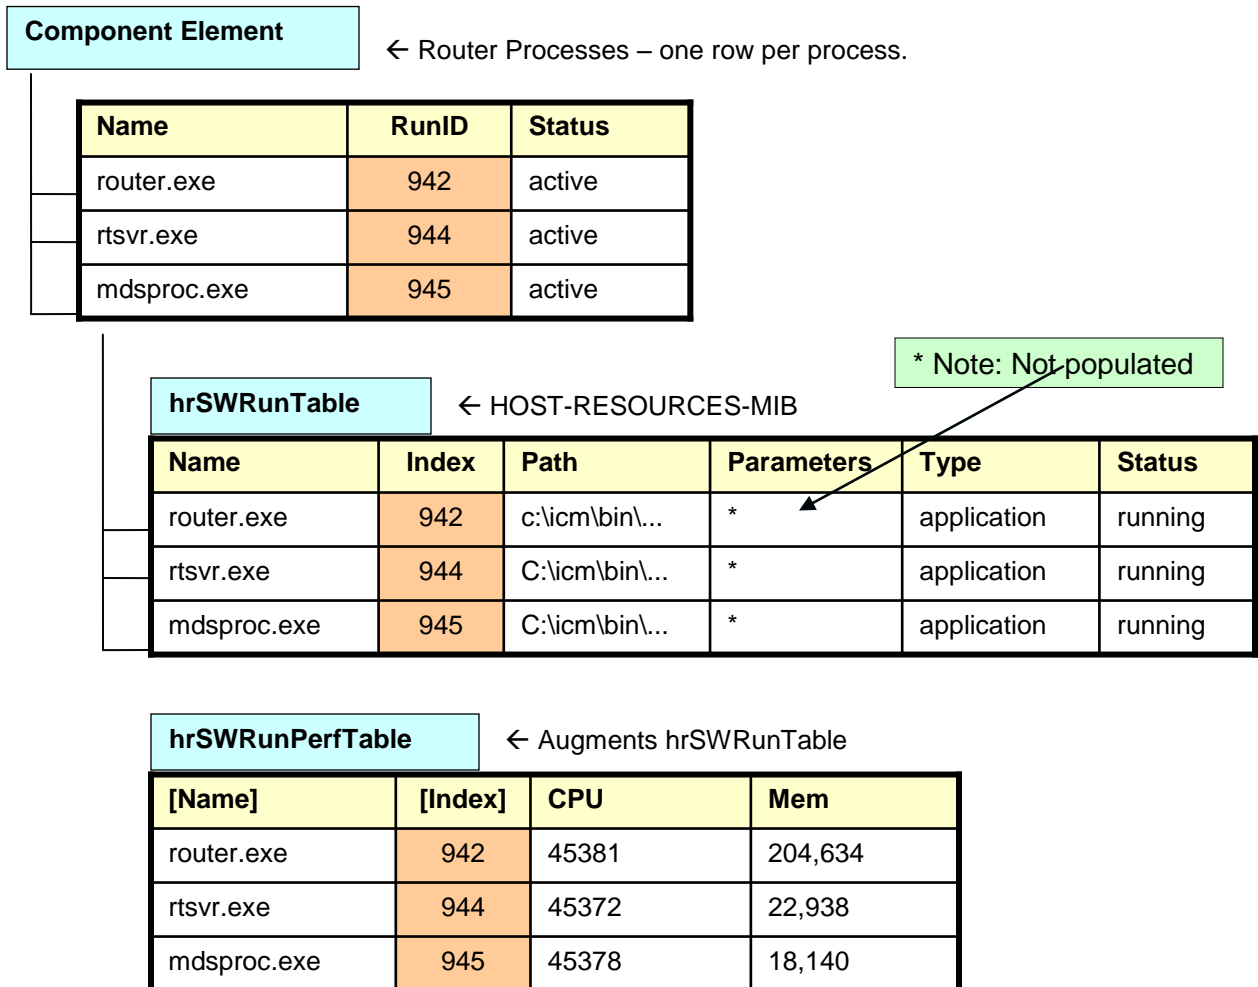 Component Element
← Router Processes – one row per process.
Name RunID Status
router.exe 942 active
rtsvr.exe 944 active
mdsproc.exe 945 active
* Note: Not populated
hrSWRunTable ← HOST-RESOURCES-MIB
Name Index Path Parameters Type Status
router.exe 942 c:\icm\bin\... * application running
rtsvr.exe 944 C:\icm\bin\... * application running
mdsproc.exe 945 C:\icm\bin\... * application running
hrSWRunPerfTable ← Augments hrSWRunTable
[Name] [Index] CPU Mem
router.exe 942 45381 204,634
rtsvr.exe 944 45372 22,938
mdsproc.exe 945 45378 18,140